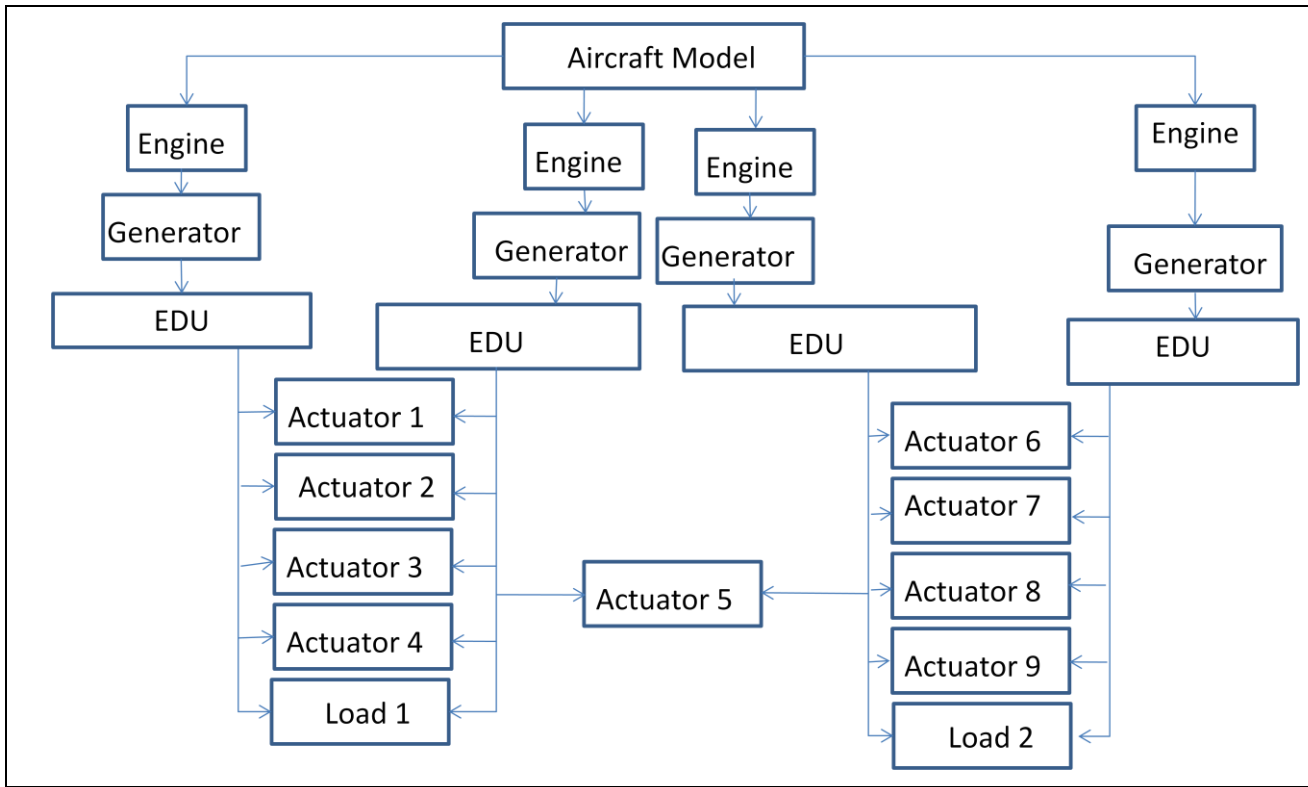 Aircraft Model
Engine
Engine
Engine
Engine
Generator
Generator
Generator
Generator
EDU
EDU
EDU
EDU
Actuator 1
Actuator 2
Actuator 3
Actuator 4
Load 1
Actuator 5
Actuator 6
Actuator 7
Actuator 8
Actuator 9
Load 2